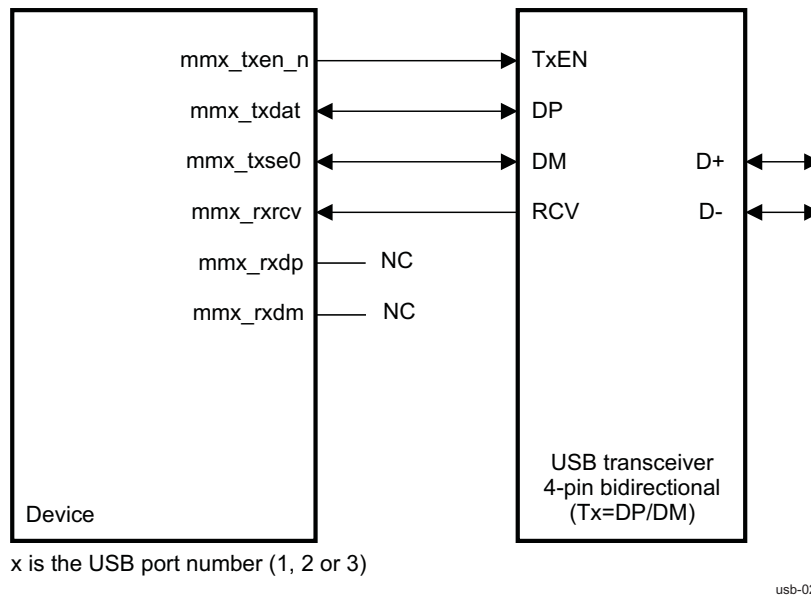 mmx_txen_n
TxEN
mmx_txdat
DP
mmx_txse0
DM
D+
mmx_rxrcv
RCV
D-
mmx_rxdp
NC
mmx_rxdm
NC
USB transceiver
4-pin bidirectional
(Tx=DP/DM)
Device
x is the USB port number (1, 2 or 3)